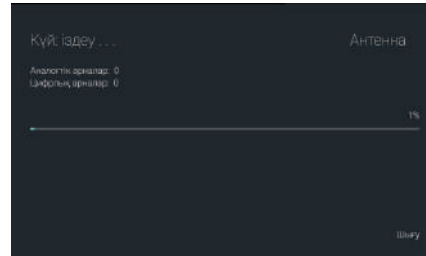 Күй: іздеу . . .
Антенна
Аналогтік арналар: 0
Цифрлық арналар: 0
1%
Шығу